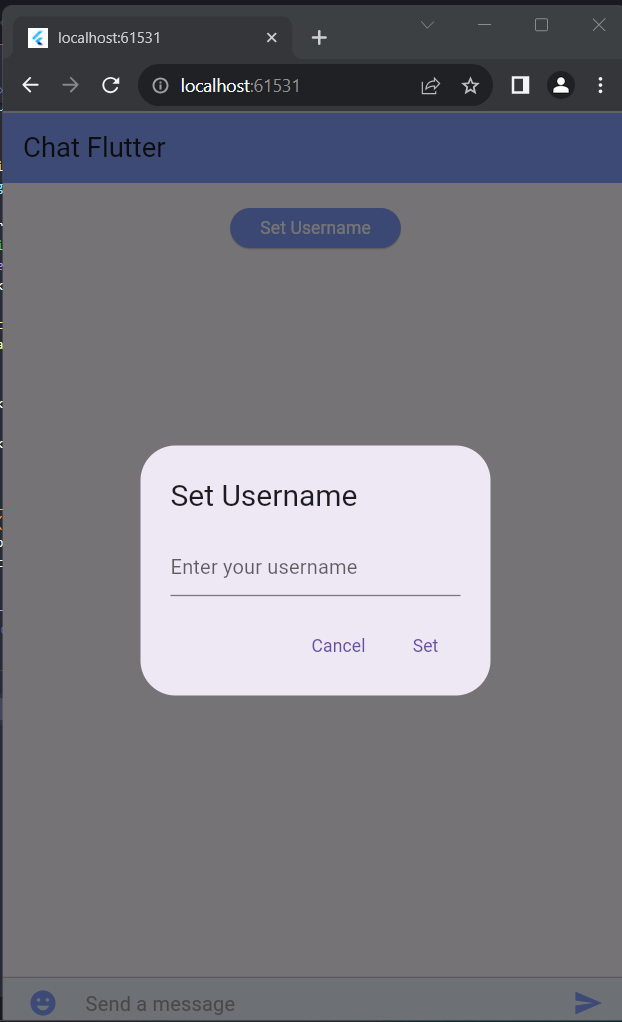 localhost:61531
localhost:61531
Chat Flutter
Set Username
Set Username
Enter your username
Cancel Set
Send a message